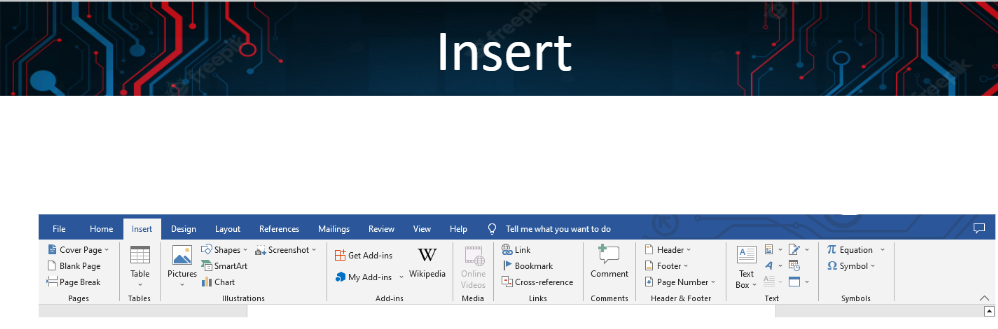 Insert
File Home Insert Design Layout References Mailings Review View Help Tell me what you want to do
Cover Page Shapes Screenshot Get Add-ins Link Header Equation
Blank Page SmartArt Bookmark Footer Symbol
Page Break Table Pictures Chart My Add-ins Wikipedia Online Videos Cross-reference Comment Page Number Text Box
Pages Tables Illustrations Add-ins Media Links Comments Header & Footer Text Symbols